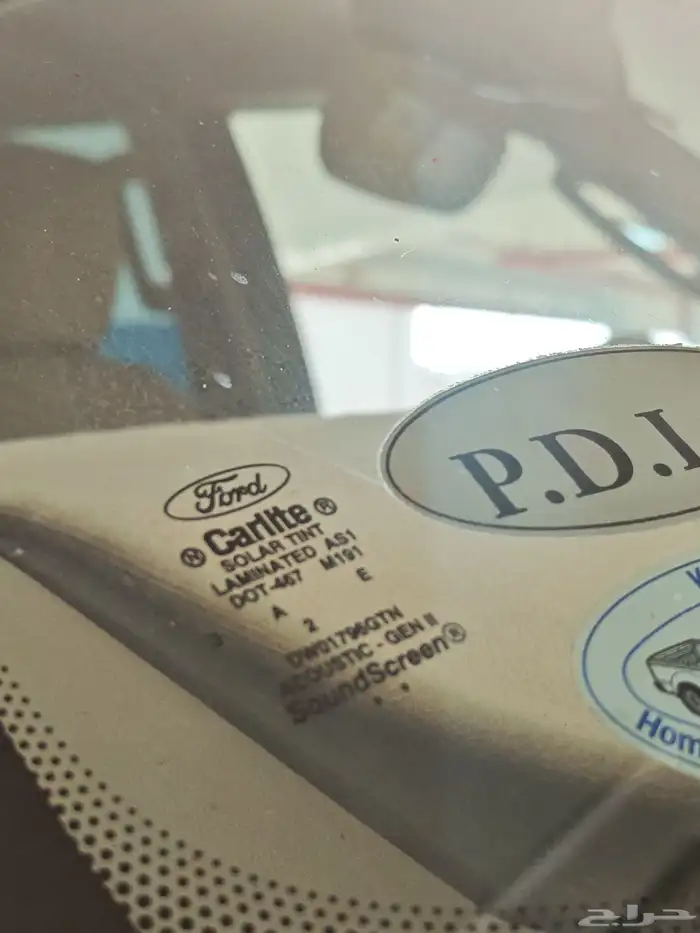 Ford
® Carlite ®
SOLAR TINT
LAMINATED AS1
DOT-467 M191
A E
2
DW01796GTN
ACOUSTIC - GEN II
SoundScreen®
P.D.I
Hom
حراج